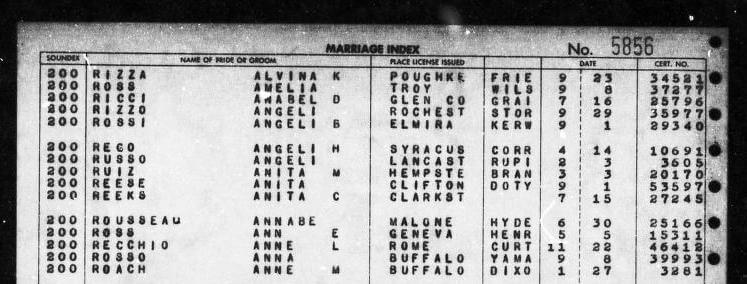 MARRIAGE INDEX No. 5856
SOUNDEX NAME OF BRIDE OR GROOM PLACE LICENSE ISSUED DATE CERT. NO.
200 RIZZA ALVINA K POUGHKE FRIE 9 23 34521
200 ROSS AMELIA TROY WILS 9 8 37277
200 RICCI ANABEL D GLEN CO GRAI 7 16 25796
200 RIZZO ANGELI ROCHEST STOR 9 29 35977
200 ROSSI ANGELI B ELMIRA KERW 9 1 29340
200 REGO ANGELI H SYRACUS CORR 4 14 10691
200 RUSSO ANGELI LANCAST RUPI 2 3 3605
200 RUIZ ANITA M HEMPSTE BRAN 3 3 20170
200 REESE ANITA CLIFTON DOTY 9 1 53597
200 REEKS ANITA C CLARKST 7 15 27245
200 ROUSSEAU ANNABE MALONE HYDE 6 30 25166
200 ROSS ANN E GENEVA HENR 5 5 15311
200 RECCHIO ANNE L ROME CURT 11 22 46412
200 ROSSO ANNA BUFFALO YAMA 9 8 39993
200 ROACH ANNE M BUFFALO DIXO 1 27 3281